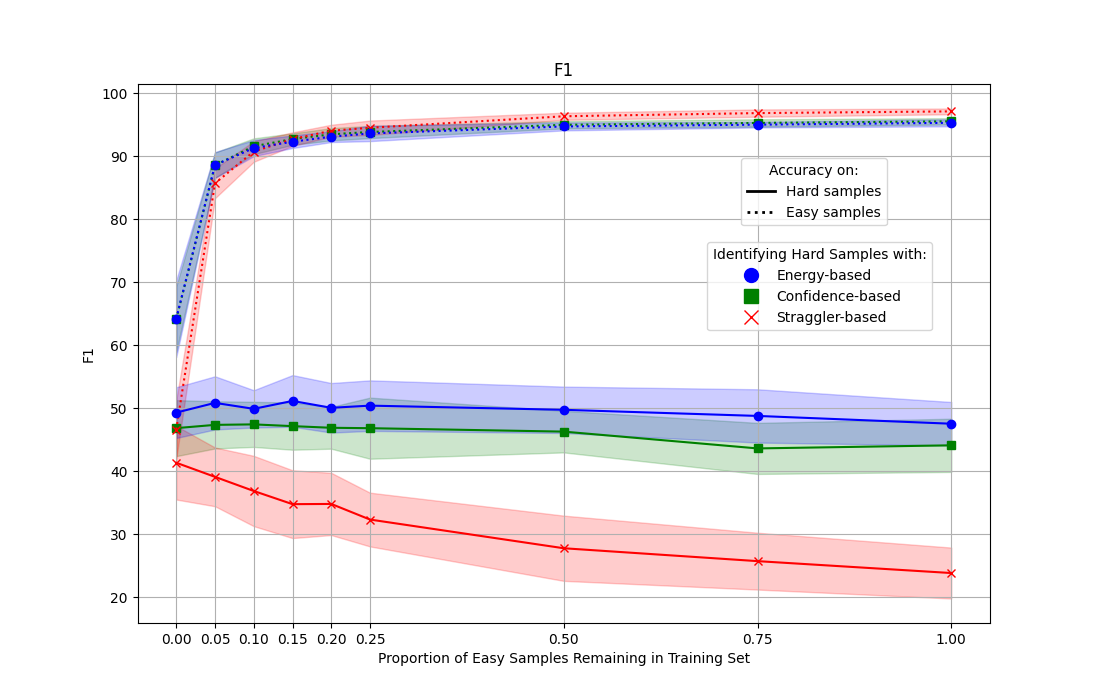 F1
100
90
80
70
60
50
40
30
20
F1
Accuracy on:
Hard samples
Easy samples
Identifying Hard Samples with:
Energy-based
Confidence-based
Straggler-based
0.00 0.05 0.10 0.15 0.20 0.25 0.50 0.75 1.00
Proportion of Easy Samples Remaining in Training Set